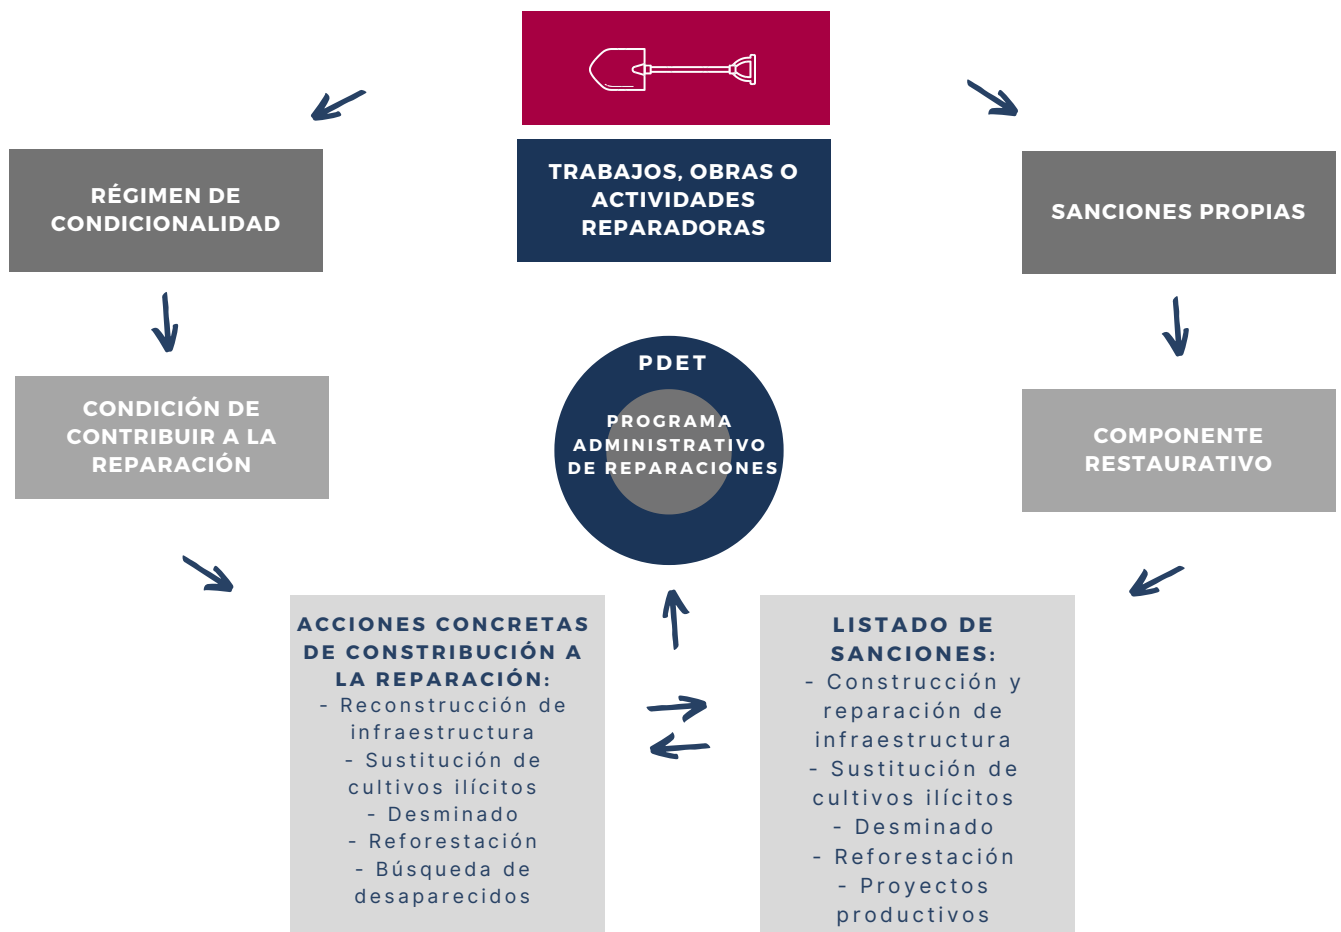 TRABAJOS, OBRAS O
ACTIVIDADES
REPARADORAS
RÉGIMEN DE
CONDICIONALIDAD
SANCIONES PROPIAS
CONDICIÓN DE
CONTRIBUIR A LA
REPARACIÓN
PDET
PROGRAMA
ADMINISTRATIVO
DE REPARACIONES
COMPONENTE
RESTAURATIVO
ACCIONES CONCRETAS
DE CONSTRIBUCIÓN A
LA REPARACIÓN:
- Reconstrucción de
infraestructura
- Sustitución de
cultivos ilícitos
- Desminado
- Reforestación
- Búsqueda de
desaparecidos
LISTADO DE
SANCIONES:
- Construcción y
reparación de
infraestructura
- Sustitución de
cultivos ilícitos
- Desminado
- Reforestación
- Proyectos
productivos